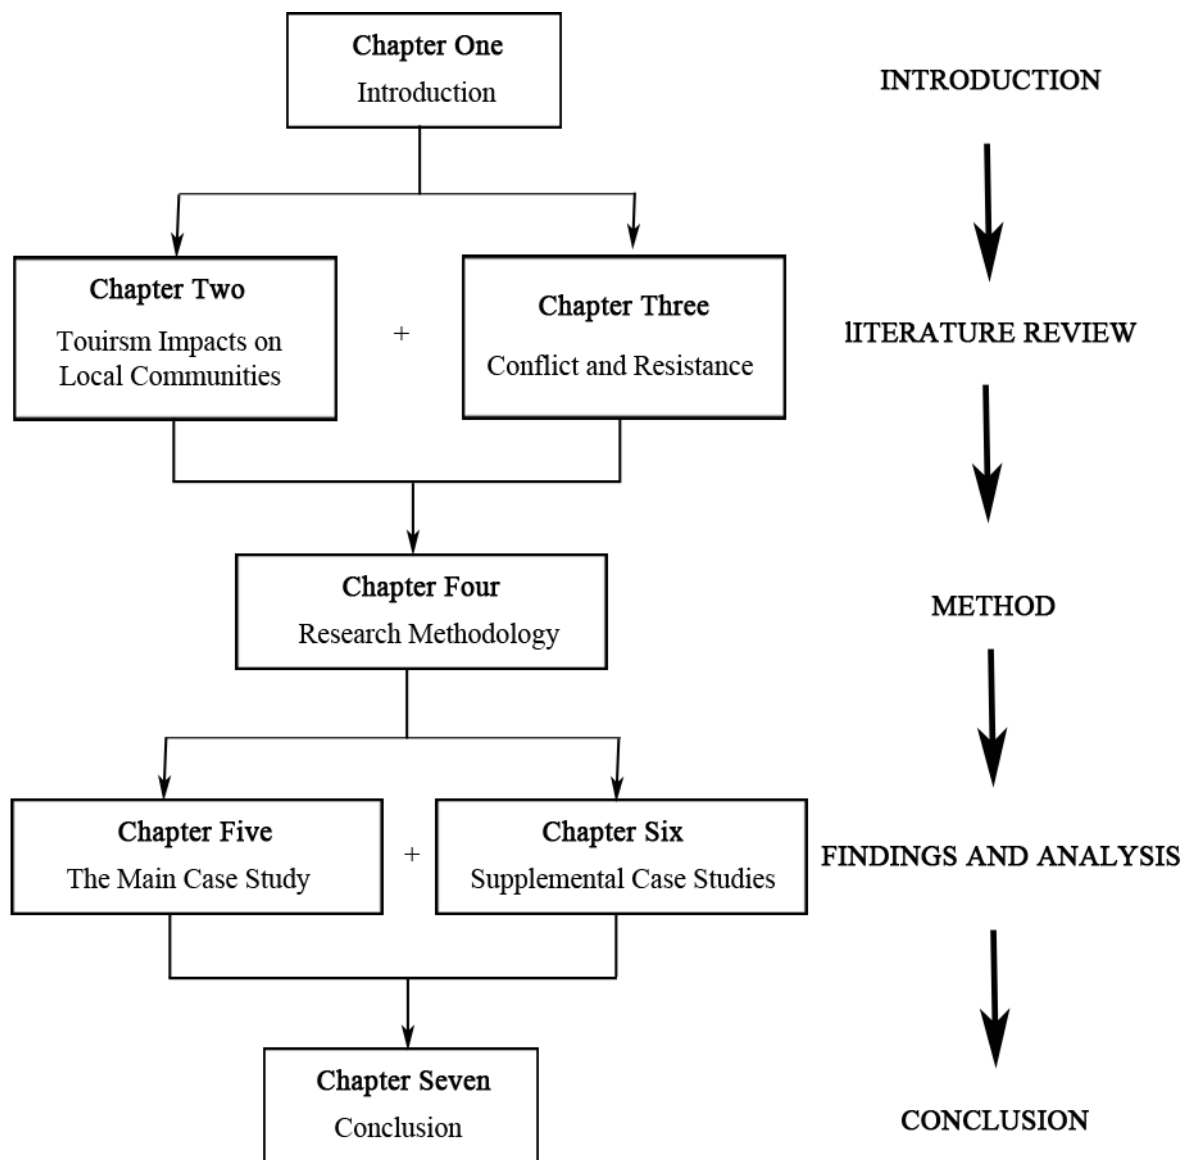 Chapter One
Introduction
INTRODUCTION
Chapter Two
Touirsm Impacts on
Local Communities
+
Chapter Three
Conflict and Resistance
lITERATURE REVIEW
Chapter Four
Research Methodology
METHOD
Chapter Five
The Main Case Study
+
Chapter Six
Supplemental Case Studies
FINDINGS AND ANALYSIS
Chapter Seven
Conclusion
CONCLUSION